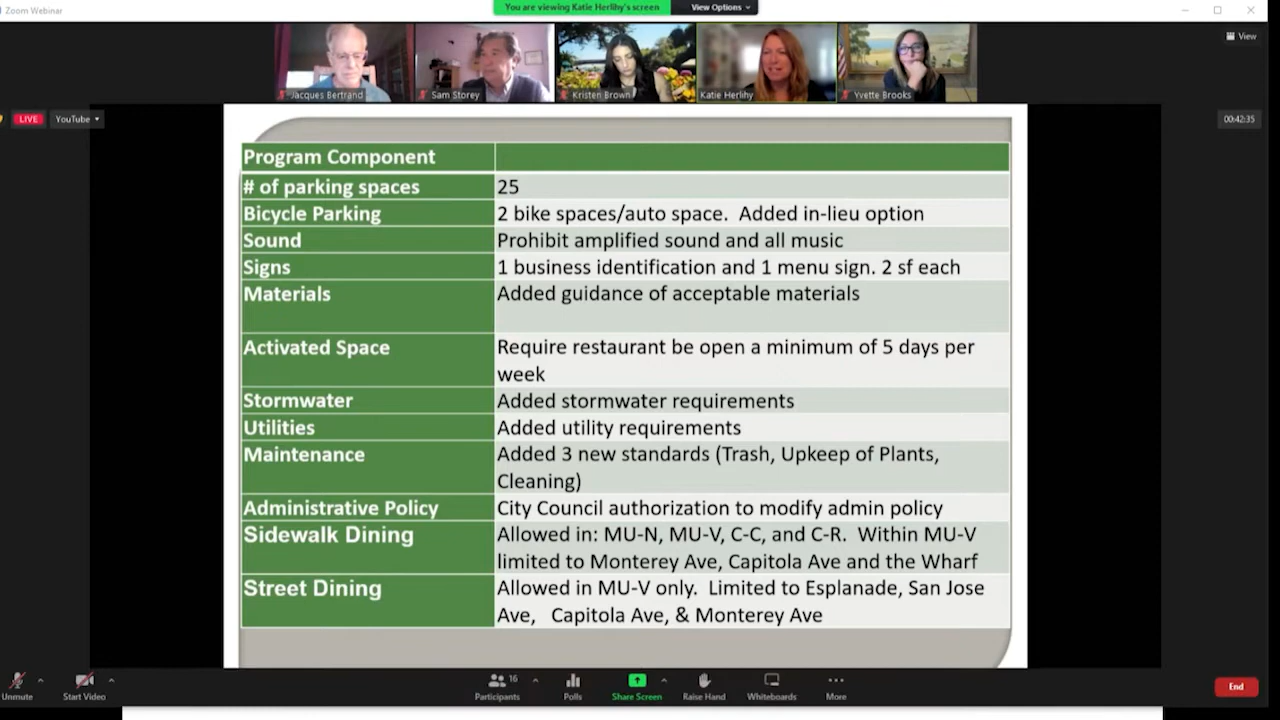 Zoom Webinar
You are viewing Katie Herlihy's screen
View Options
View
Jacques Bertrand
Sam Storey
Kristen Brown
Katie Herlihy
Yvette Brooks
LIVE
YouTube
00:42:35
Program Component
# of parking spaces
25
Bicycle Parking
2 bike spaces/auto space. Added in-lieu option
Sound
Prohibit amplified sound and all music
Signs
1 business identification and 1 menu sign. 2 sf each
Materials
Added guidance of acceptable materials
Activated Space
Require restaurant be open a minimum of 5 days per
week
Stormwater
Added stormwater requirements
Utilities
Added utility requirements
Maintenance
Added 3 new standards (Trash, Upkeep of Plants,
Cleaning)
Administrative Policy
City Council authorization to modify admin policy
Sidewalk Dining
Allowed in: MU-N, MU-V, C-C, and C-R. Within MU-V
limited to Monterey Ave, Capitola Ave and the Wharf
Street Dining
Allowed in MU-V only. Limited to Esplanade, San Jose
Ave, Capitola Ave, & Monterey Ave
Unmute
Start Video
16
Participants
Polls
Share Screen
Raise Hand
Whiteboards
More
End